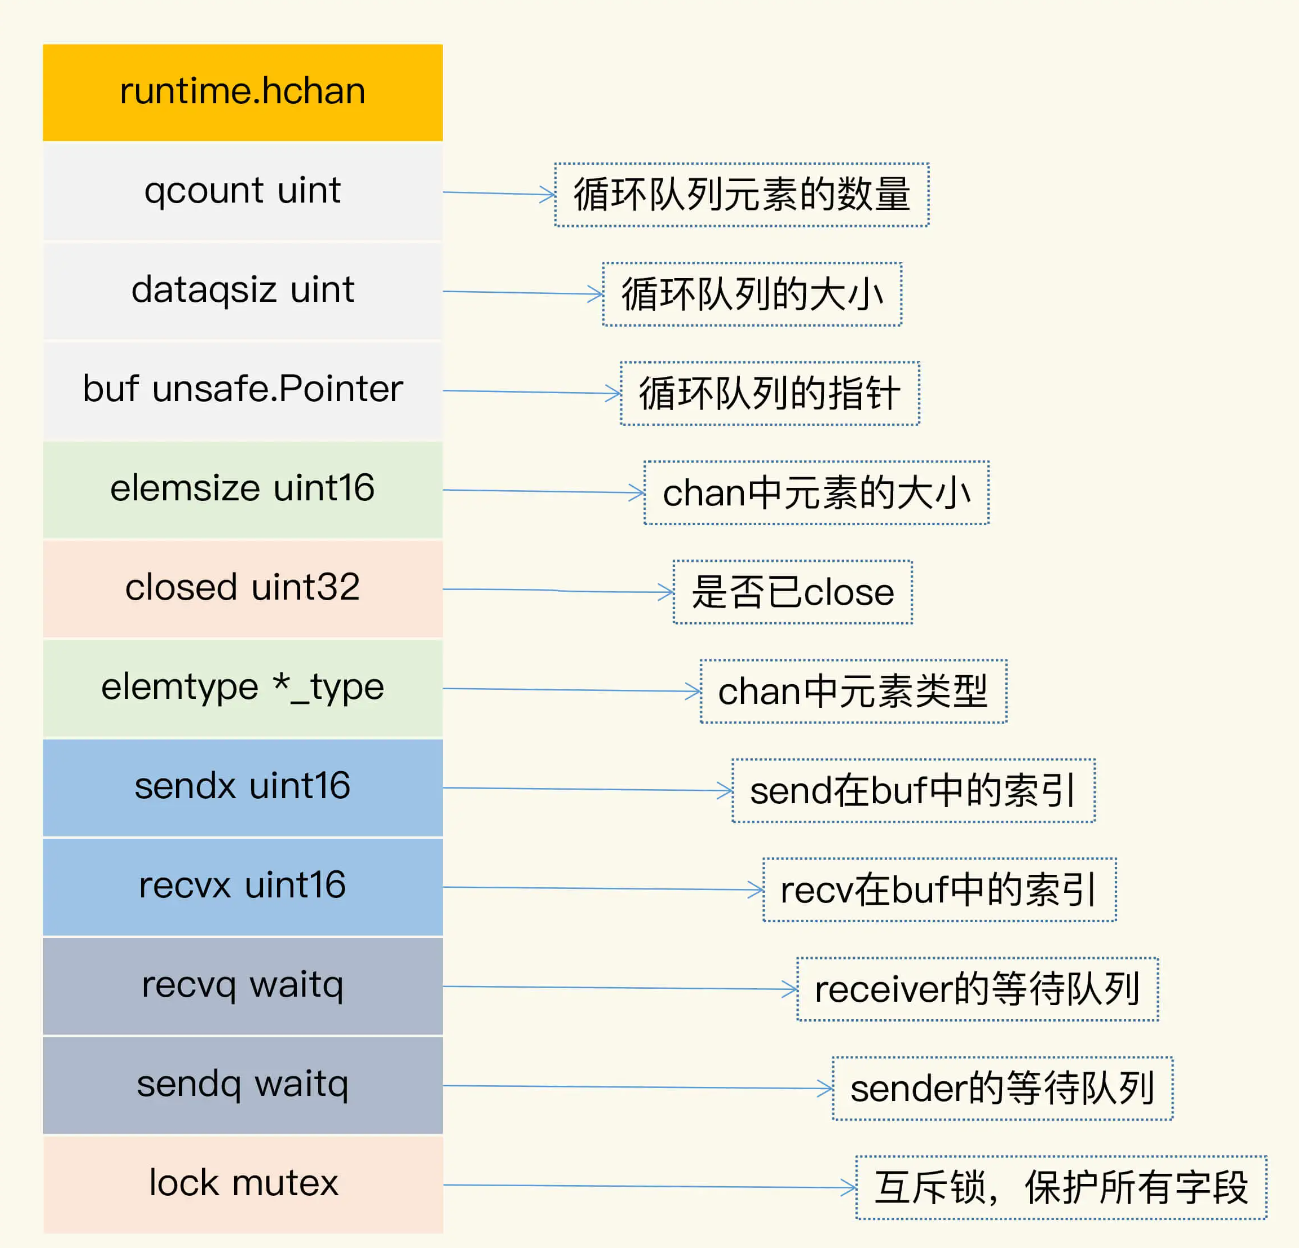 runtime.hchan
qcount uint
循环队列元素的数量
dataqsiz uint
循环队列的大小
buf unsafe.Pointer
循环队列的指针
elemsize uint16
chan中元素的大小
closed uint32
是否已close
elemtype *_type
chan中元素类型
sendx uint16
send在buf中的索引
recvx uint16
recv在buf中的索引
recvq waitq
receiver的等待队列
sendq waitq
sender的等待队列
lock mutex
互斥锁，保护所有字段